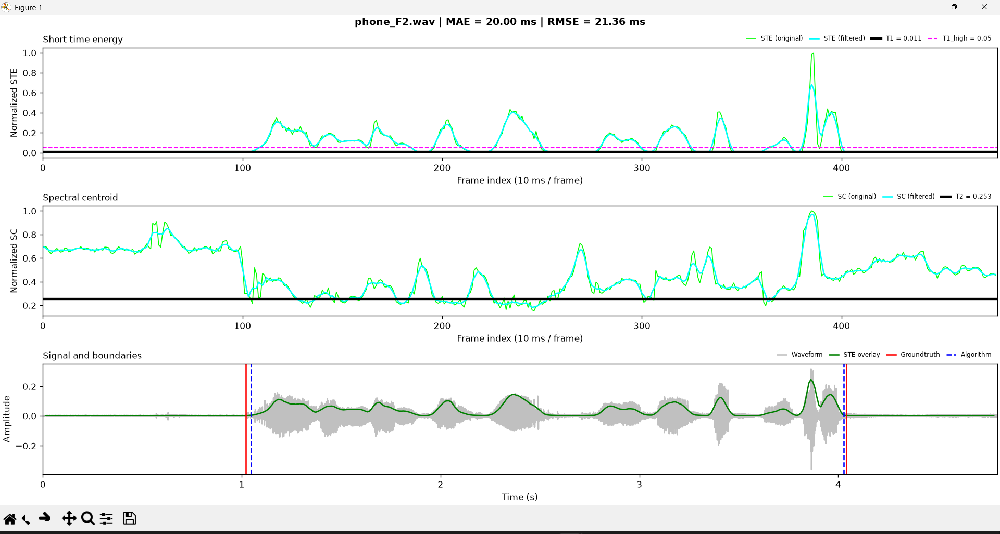 Figure 1
phone_F2.wav | MAE = 20.00 ms | RMSE = 21.36 ms
Short time energy
STE (original) STE (filtered) T1 = 0.011 T1_high = 0.05
Normalized STE
1.0
0.8
0.6
0.4
0.2
0.0
0 100 200 300 400
Frame index (10 ms / frame)
Spectral centroid
SC (original) SC (filtered) T2 = 0.253
Normalized SC
1.0
0.8
0.6
0.4
0.2
0 100 200 300 400
Frame index (10 ms / frame)
Signal and boundaries
Waveform STE overlay Groundtruth Algorithm
Amplitude
0.2
0.0
−0.2
0 1 2 3 4
Time (s)